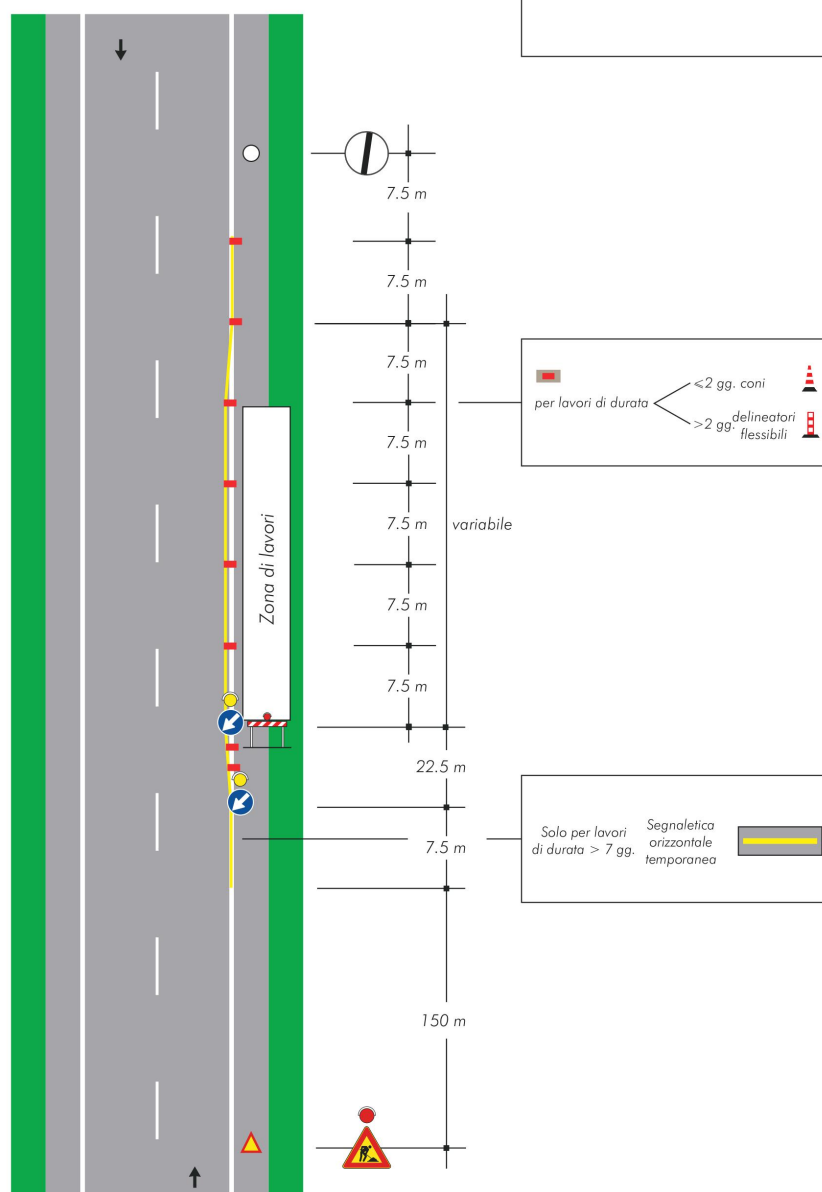 7.5 m
7.5 m
7.5 m
per lavori di durata
≤2 gg. coni
>2 gg. delineatori
flessibili
7.5 m
Zona di lavori
7.5 m
variabile
7.5 m
7.5 m
22.5 m
Solo per lavori
di durata > 7 gg.
Segnaletica
orizzontale
temporanea
7.5 m
150 m